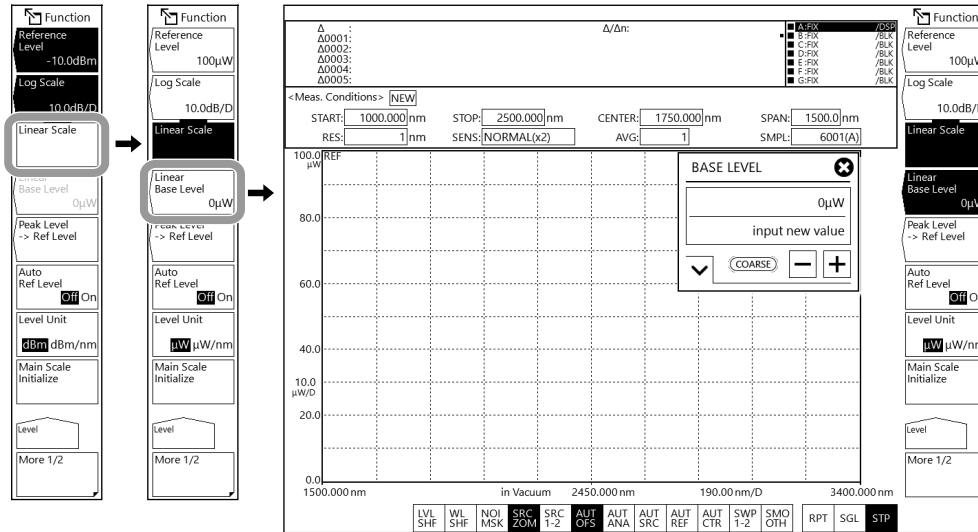 Function
Reference
Level
-10.0dBm
Log Scale
10.0dB/D
Linear Scale
Linear
Base Level
0µW
Peak Level
-> Ref Level
Auto
Ref Level
Off On
Level Unit
dBm dBm/nm
Main Scale
Initialize
Level
More 1/2
Function
Reference
Level
100µW
Log Scale
10.0dB/D
Linear Scale
Linear
Base Level
0µW
Peak Level
-> Ref Level
Auto
Ref Level
Off On
Level Unit
µW µW/nm
Main Scale
Initialize
Level
More 1/2
Δ :
Δ0001:
Δ0002:
Δ0003:
Δ0004:
Δ0005:
Δ/Δn:
A:FIX /DSP
B:FIX /BLK
C:FIX /BLK
D:FIX /BLK
E:FIX /BLK
F:FIX /BLK
G:FIX /BLK
<Meas. Conditions> NEW
START: 1000.000 nm STOP: 2500.000 nm CENTER: 1750.000 nm SPAN: 1500.0 nm
RES: 1 nm SENS: NORMAL(x2) AVG: 1 SMPL: 6001(A)
100.0 REF
µW
80.0
60.0
40.0
10.0
µW/D
20.0
0.0
BASE LEVEL
0µW
input new value
COARSE − +
1500.000 nm in Vacuum 2450.000 nm 190.00 nm/D 3400.000 nm
LVL SHF
WL SHF
NOI MSK
SRC ZOM
SRC 1-2
AUT OFS
AUT ANA
AUT SRC
AUT REF
AUT CTR
SWP 1-2
SMO OTH
RPT SGL STP
Function
Reference
Level
100µW
Log Scale
10.0dB/
Linear Scale
Linear
Base Level
0µW
Peak Level
-> Ref Level
Auto
Ref Level
Off
Level Unit
µW µW/nm
Main Scale
Initialize
Level
More 1/2